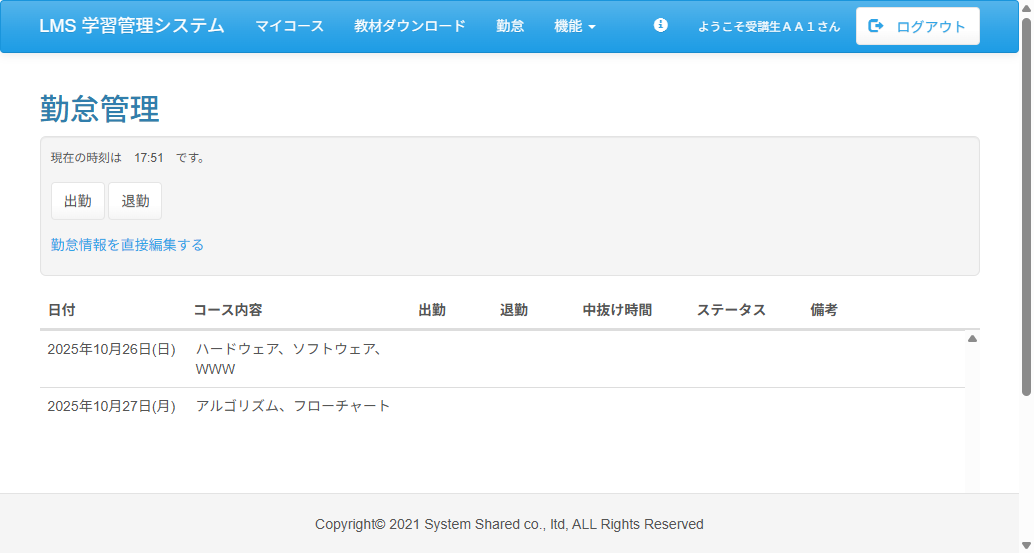 LMS 学習管理システム マイコース 教材ダウンロード 勤怠 機能 ようこそ受講生ＡＡ１さん ログアウト
勤怠管理
現在の時刻は　17:51　です。
出勤 退勤
勤怠情報を直接編集する
日付 コース内容 出勤 退勤 中抜け時間 ステータス 備考
2025年10月26日(日) ハードウェア、ソフトウェア、
WWW
2025年10月27日(月) アルゴリズム、フローチャート
Copyright© 2021 System Shared co., ltd, ALL Rights Reserved